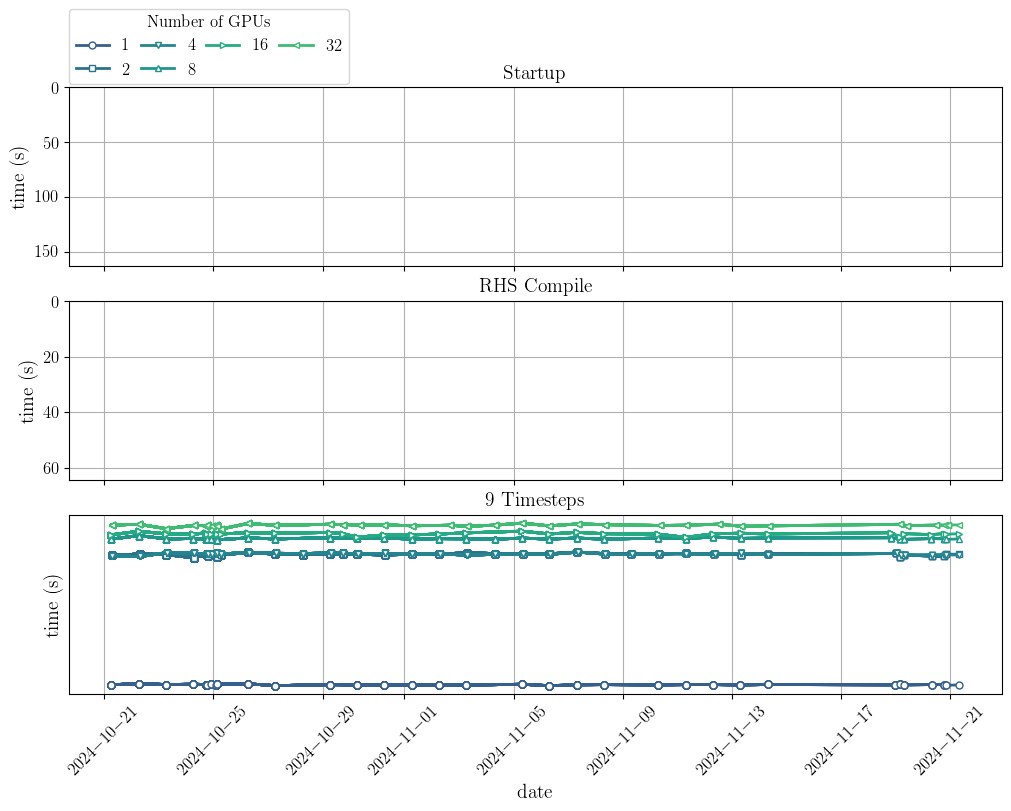 Number of GPUs
1 4 16 32
2 8
Startup
0
50
100
150
time (s)
RHS Compile
0
20
40
60
time (s)
9 Timesteps
time (s)
2024−10−21 2024−10−25 2024−10−29 2024−11−01 2024−11−05 2024−11−09 2024−11−13 2024−11−17 2024−11−21
date